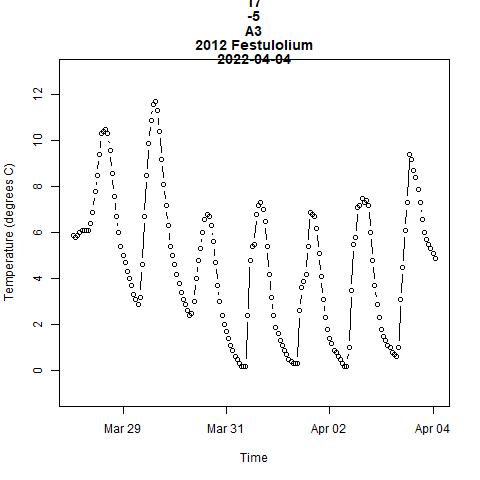 17
-5
A3
2012 Festulolium
2022-04-04
Temperature (degrees C)
12
10
8
6
4
2
0
Mar 29
Mar 31
Apr 02
Apr 04
Time